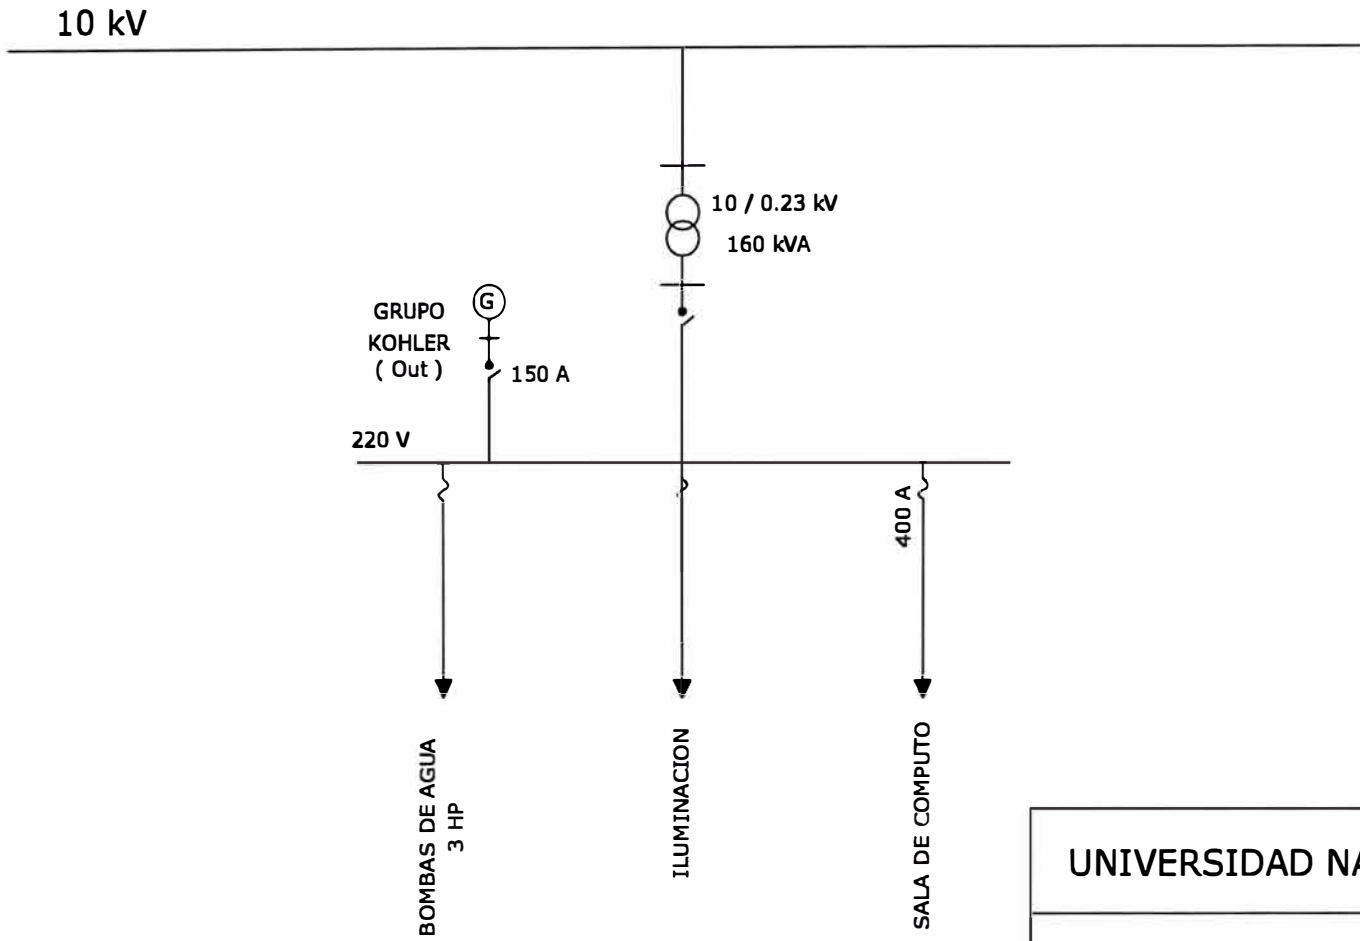 10 kV
10 / 0.23 kV
160 kVA
G
GRUPO
KOHLER
( Out )
150 A
220 V
400 A
BOMBAS DE AGUA
3 HP
ILUMINACION
SALA DE COMPUTO
UNIVERSIDAD NA